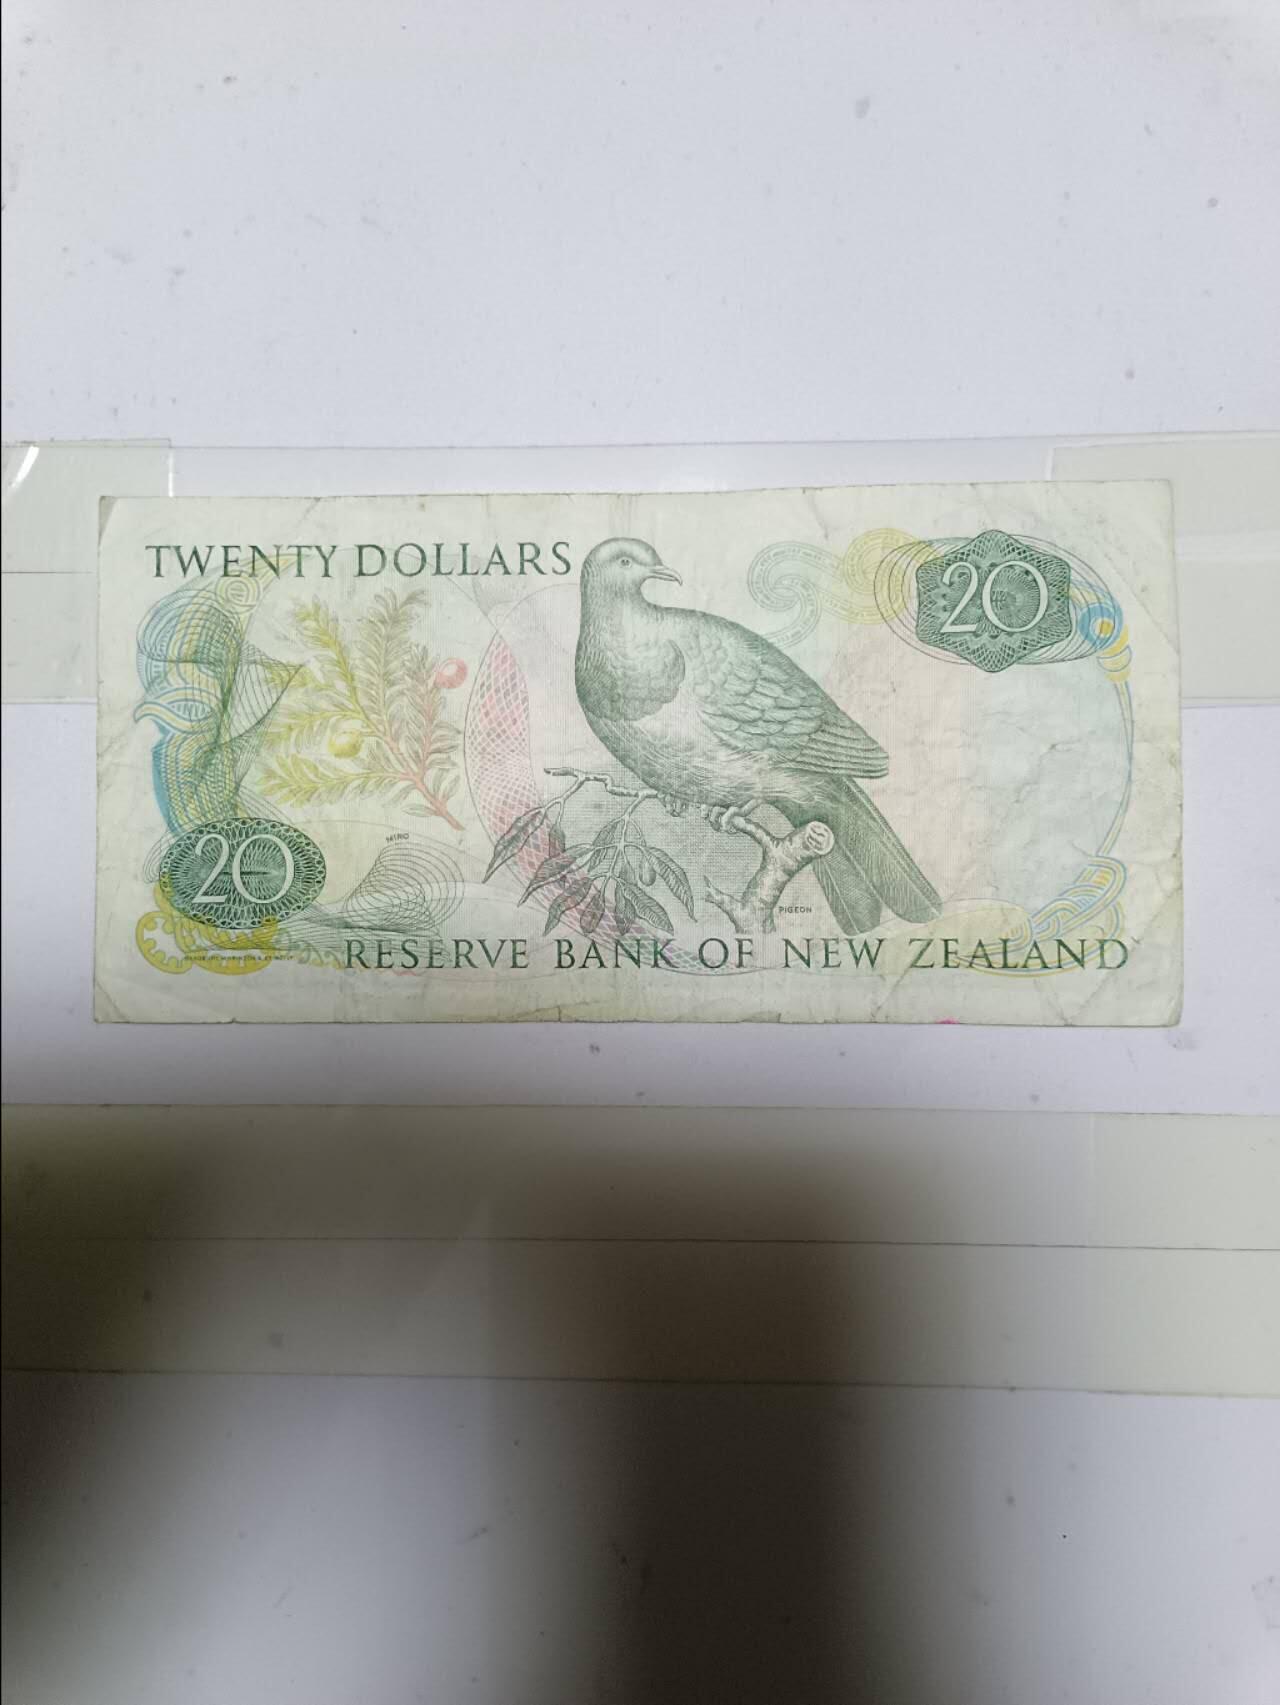 TWENTY DOLLARS
20
MIRO
20
PIGEON
RESERVE BANK OF NEW ZEALAND